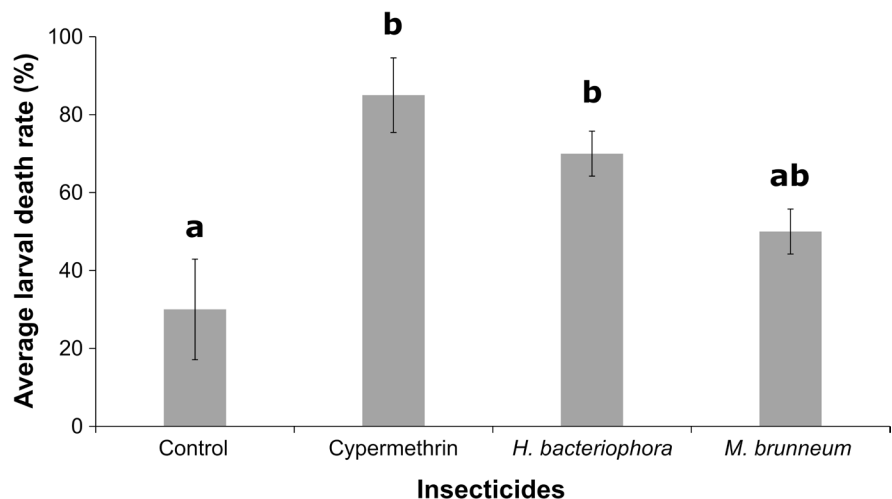 Average larval death rate (%)
100
80
60
40
20
0
a
b
b
ab
Control
Cypermethrin
H. bacteriophora
M. brunneum
Insecticides